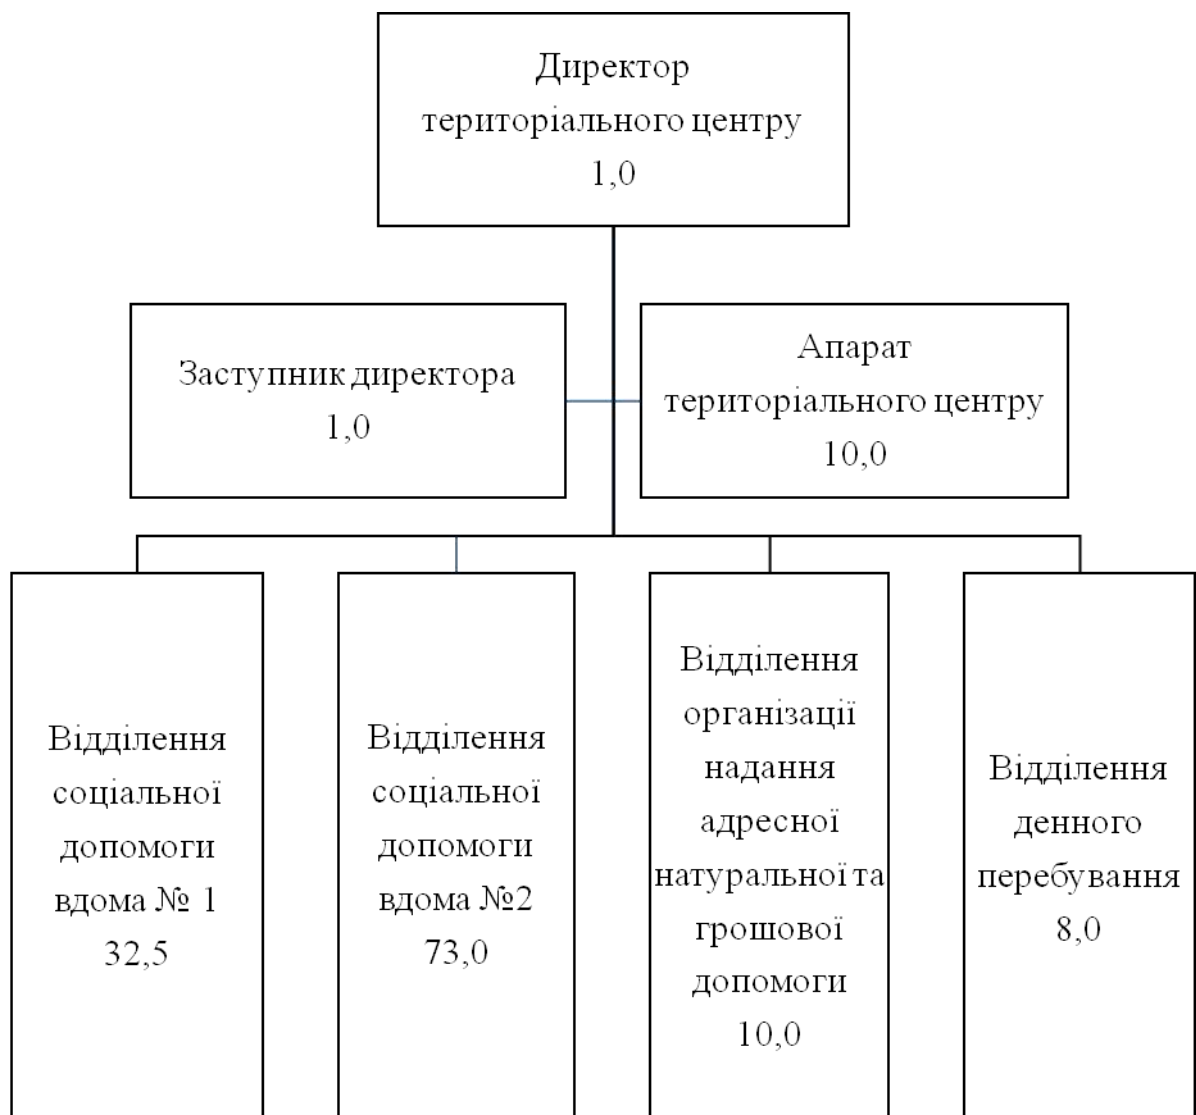 Директор
територіального центру
1,0
Заступник директора
1,0
Апарат
територіального центру
10,0
Відділення
соціальної
допомоги
вдома № 1
32,5
Відділення
соціальної
допомоги
вдома №2
73,0
Відділення
організації
надання
адресної
натуральної та
грошової
допомоги
10,0
Відділення
денного
перебування
8,0